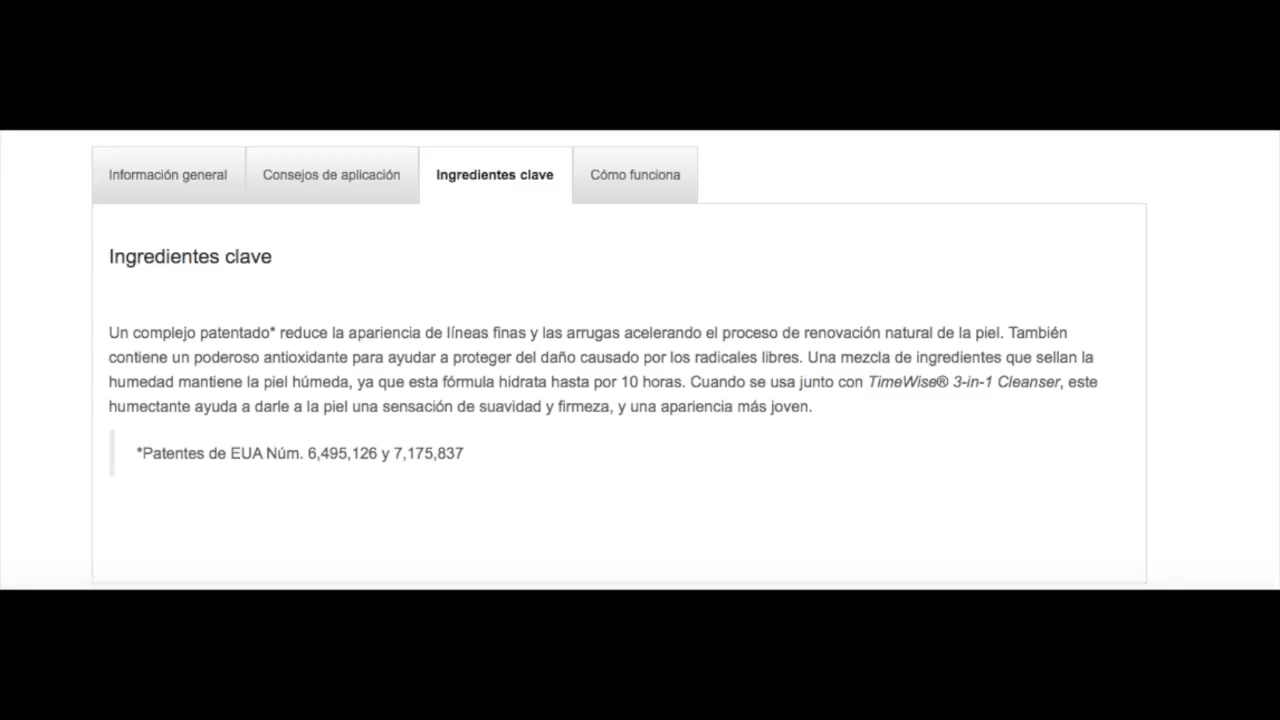 Información general
Consejos de aplicación
Ingredientes clave
Cómo funciona
Ingredientes clave
Un complejo patentado* reduce la apariencia de líneas finas y las arrugas acelerando el proceso de renovación natural de la piel. También
contiene un poderoso antioxidante para ayudar a proteger del daño causado por los radicales libres. Una mezcla de ingredientes que sellan la
humedad mantiene la piel húmeda, ya que esta fórmula hidrata hasta por 10 horas. Cuando se usa junto con TimeWise® 3-in-1 Cleanser, este
humectante ayuda a darle a la piel una sensación de suavidad y firmeza, y una apariencia más joven.
*Patentes de EUA Núm. 6,495,126 y 7,175,837